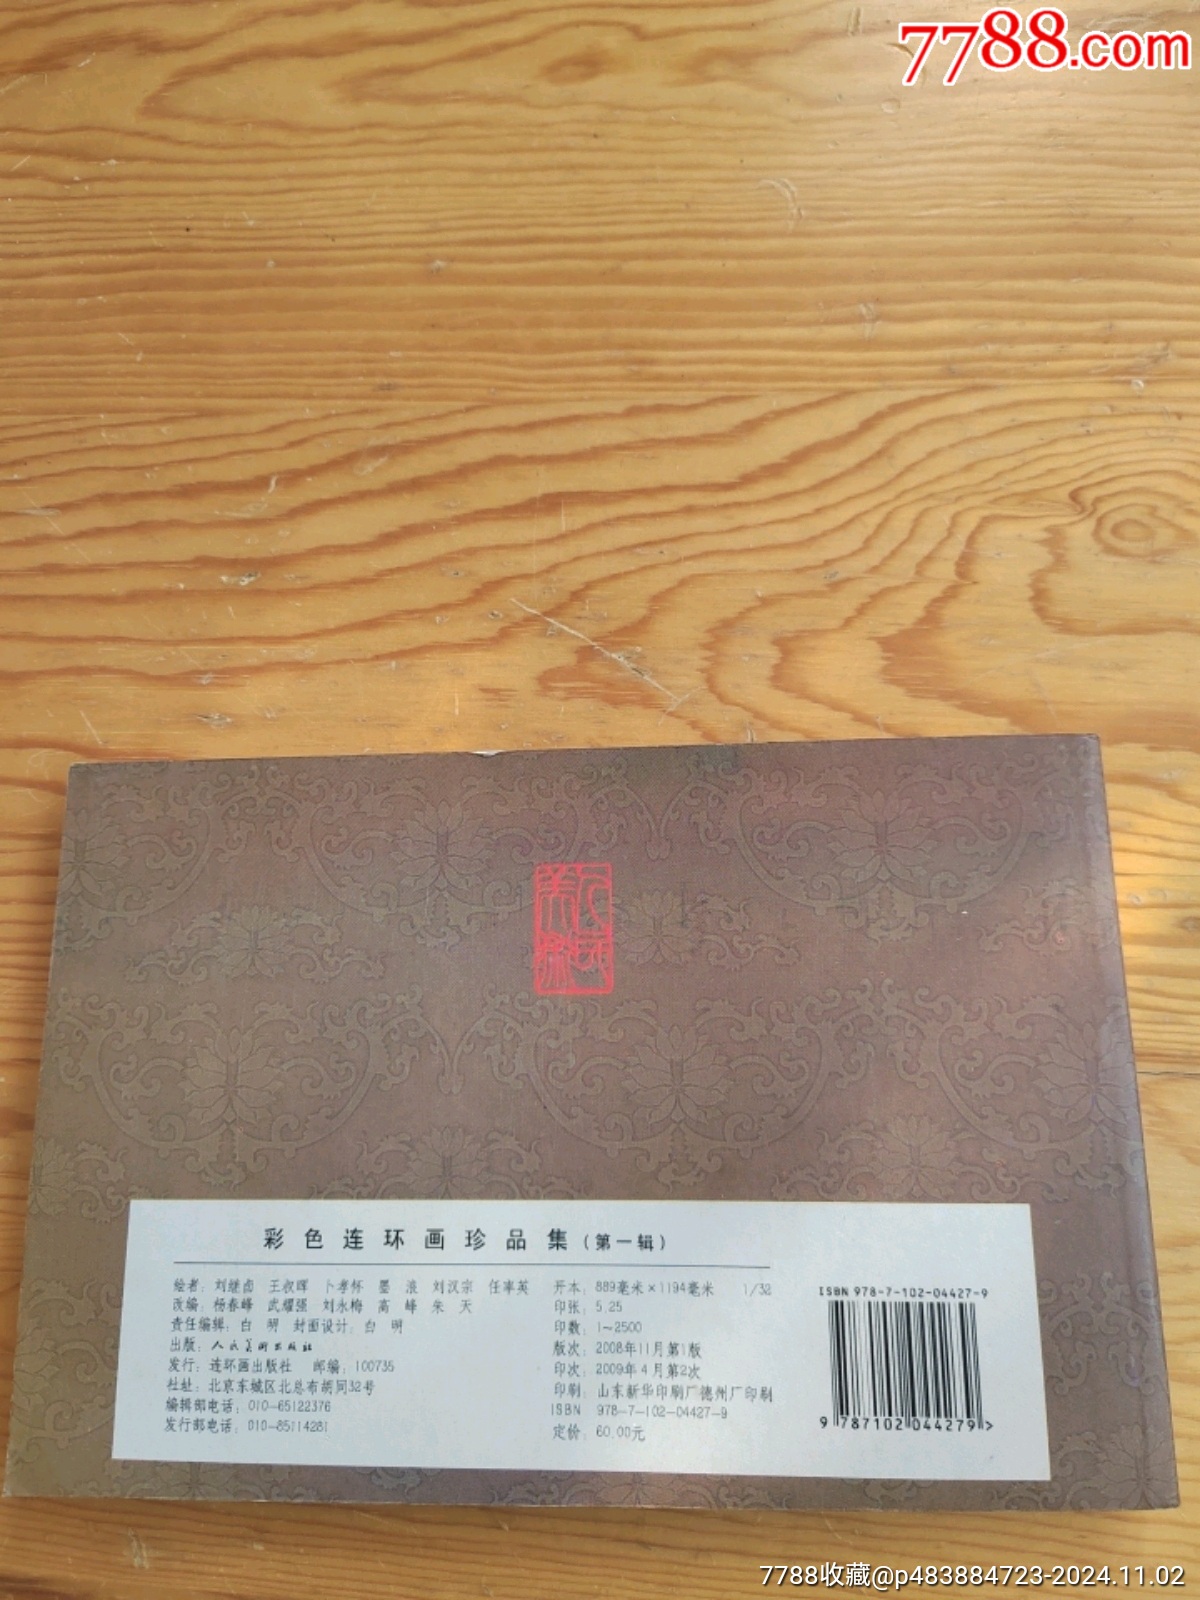 7788.com
彩色连环画珍品集（第一辑）
绘者：刘继卣 王叔晖 卜孝怀 墨浪 刘汉宗 任率英
改编：杨春峰 武耀强 刘永梅 高峰 朱天
责任编辑：白明 封面设计：白明
出版：人民美术出版社
发行：连环画出版社 邮编：100735
社址：北京东城区北总布胡同32号
编辑部电话：010-65122376
发行部电话：010-85114281
开本：889毫米×1194毫米 1/32
印张：5.25
印数：1~2500
版次：2008年11月第1版
印次：2009年4月第2次
印刷：山东新华印刷厂德州厂印刷
ISBN 978-7-102-04427-9
定价：60.00元
ISBN 978-7-102-04427-9
9 787102 044279 >
7788收藏@p483884723-2024.11.02